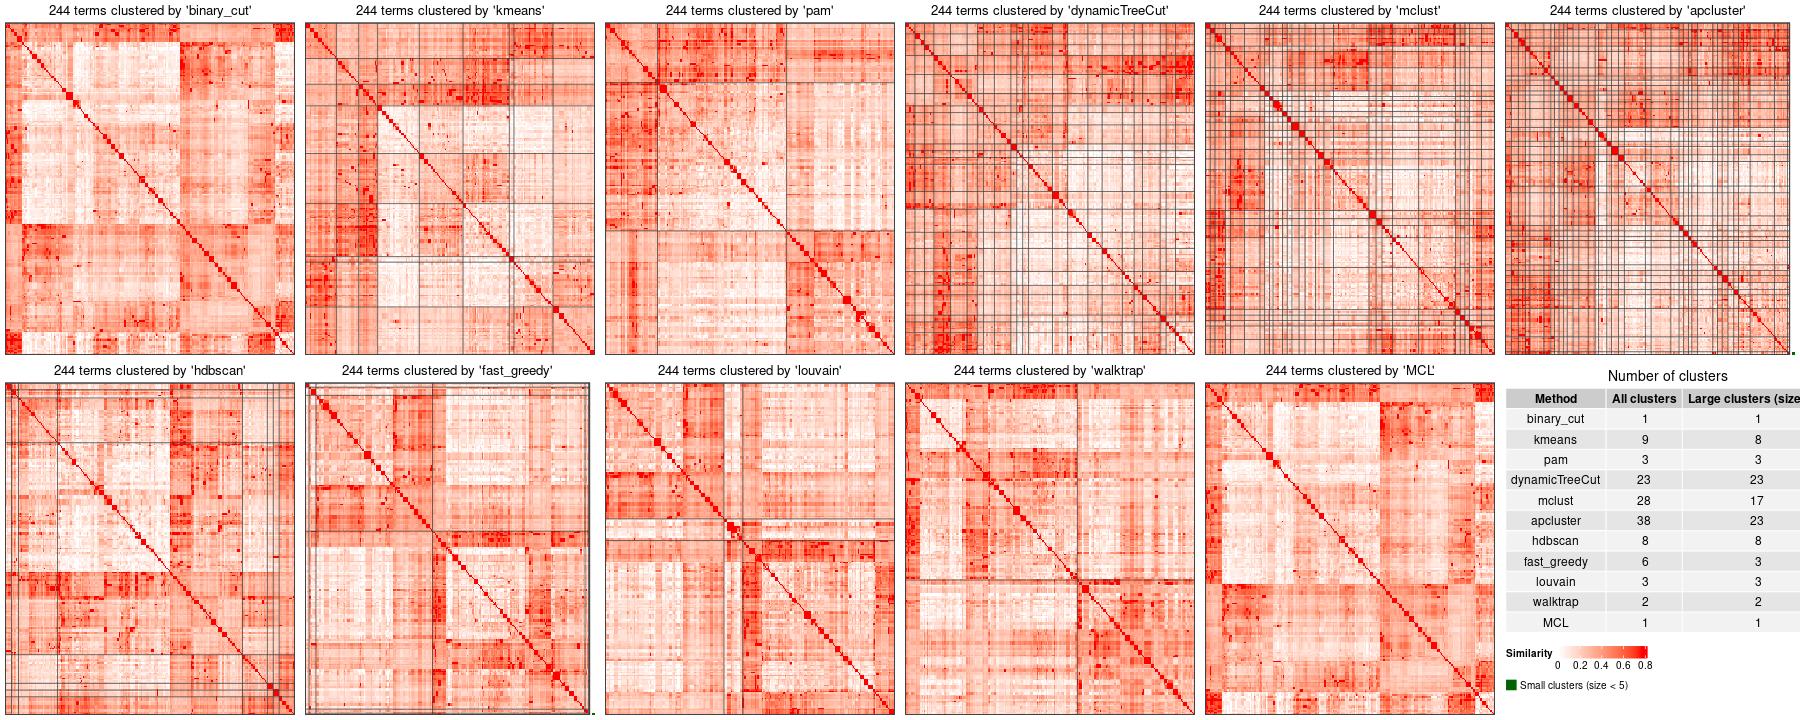 244 terms clustered by 'binary_cut'
244 terms clustered by 'kmeans'
244 terms clustered by 'pam'
244 terms clustered by 'dynamicTreeCut'
244 terms clustered by 'mclust'
244 terms clustered by 'apcluster'
244 terms clustered by 'hdbscan'
244 terms clustered by 'fast_greedy'
244 terms clustered by 'louvain'
244 terms clustered by 'walktrap'
244 terms clustered by 'MCL'
Number of clusters
Method All clusters Large clusters (size
binary_cut 1 1
kmeans 9 8
pam 3 3
dynamicTreeCut 23 23
mclust 28 17
apcluster 38 23
hdbscan 8 8
fast_greedy 6 3
louvain 3 3
walktrap 2 2
MCL 1 1
Similarity
0 0.2 0.4 0.6 0.8
Small clusters (size < 5)